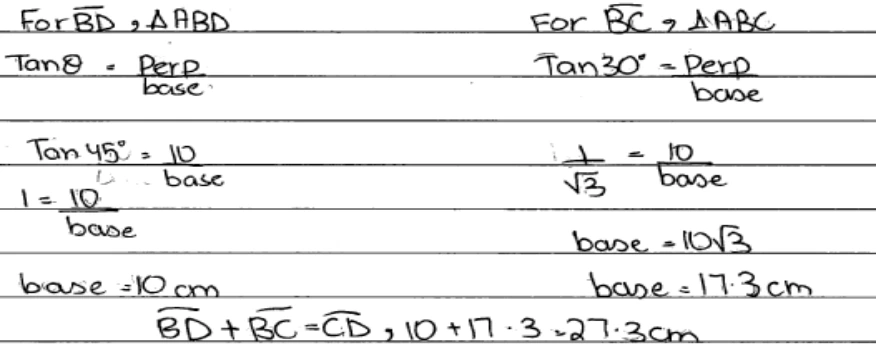 For BD, ΔABD
Tanθ = Perp/base
Tan 45° = 10/base
1 = 10/base
base = 10 cm
For BC, ΔABC
Tan 30° = Perp/base
1/√3 = 10/base
base = 10√3
base = 17.3 cm
BD + BC = CD, 10 + 17.3 = 27.3cm